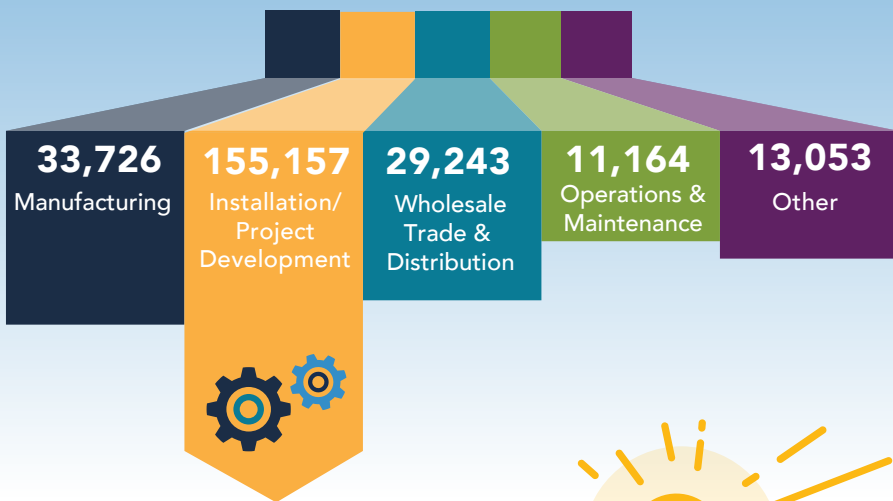 33,726
Manufacturing
155,157
Installation/
Project
Development
29,243
Wholesale
Trade &
Distribution
11,164
Operations &
Maintenance
13,053
Other